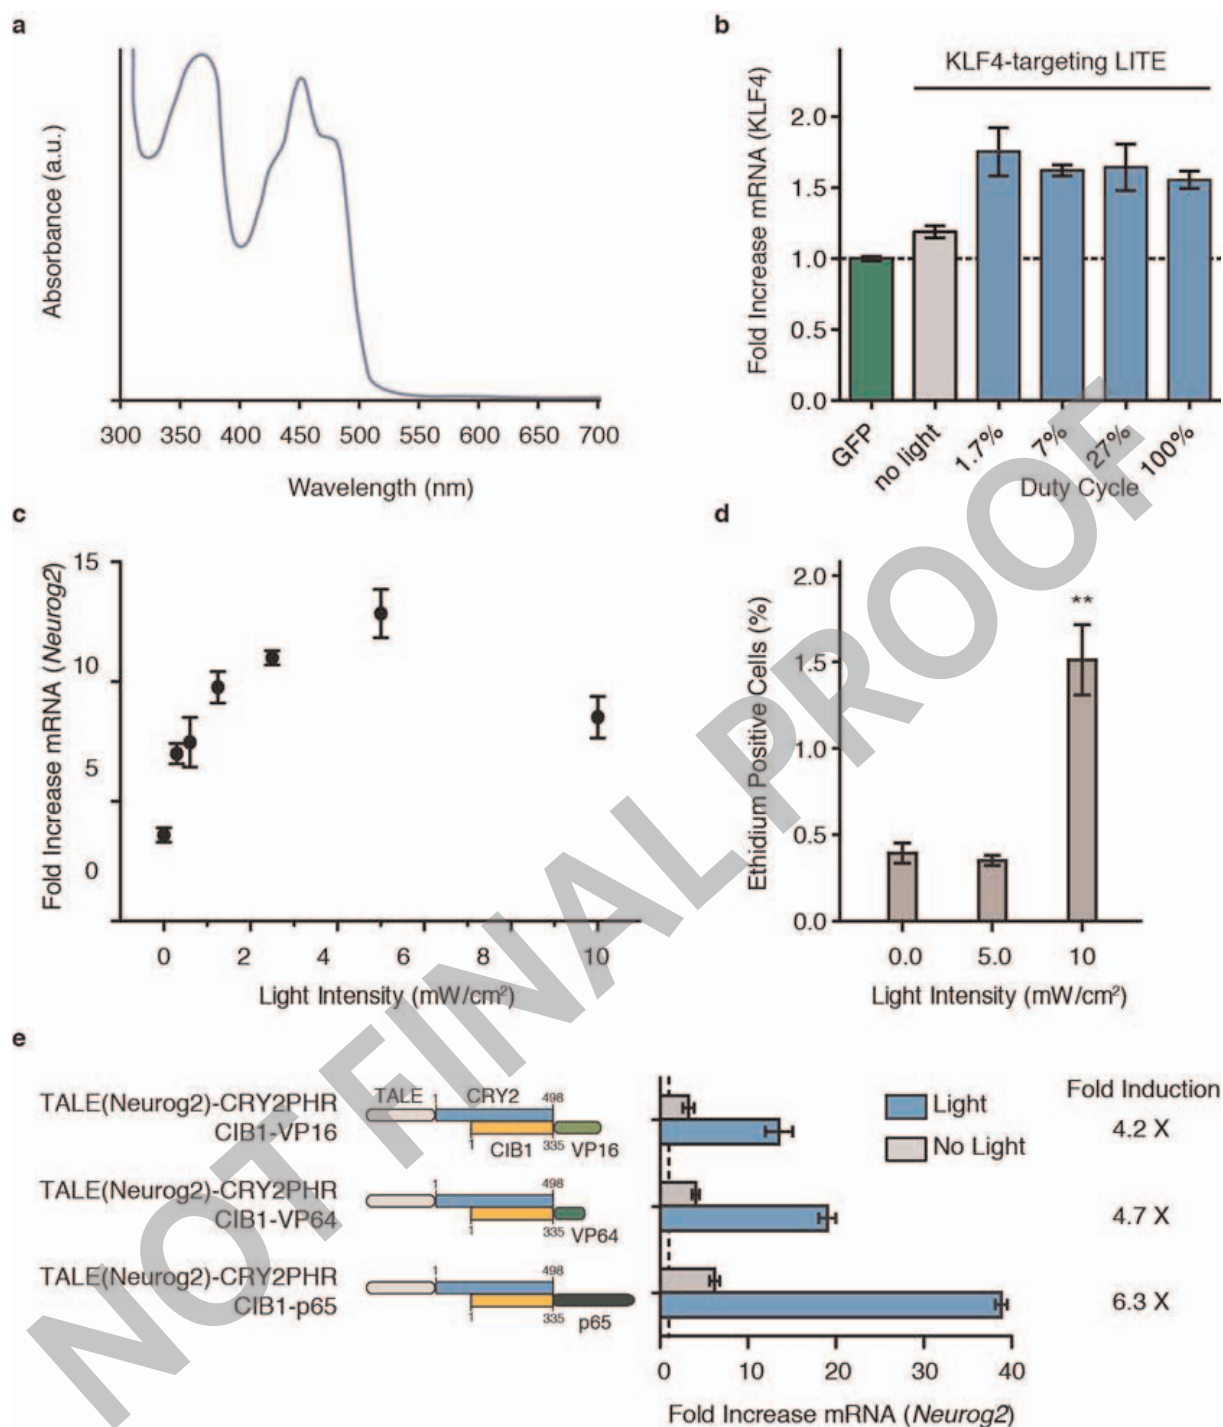 a
Absorbance (a.u.)
300 350 400 450 500 550 600 650 700
Wavelength (nm)
b
KLF4-targeting LITE
Fold Increase mRNA (KLF4)
2.0
1.5
1.0
0.5
0.0
GFP no light 1.7% 7% 27% 100%
Duty Cycle
c
Fold Increase mRNA (Neurog2)
15
10
5
0
0 2 4 6 8 10
Light Intensity (mW/cm²)
d
Ethidium Positive Cells (%)
2.0
1.5
1.0
0.5
0.0
**
0.0 5.0 10
Light Intensity (mW/cm²)
e
TALE(Neurog2)-CRY2PHR
CIB1-VP16
TALE 1 CRY2 498
1 CIB1 335 VP16
TALE(Neurog2)-CRY2PHR
CIB1-VP64
1 498
1 335 VP64
TALE(Neurog2)-CRY2PHR
CIB1-p65
1 498
1 335 p65
Light
No Light
Fold Induction
4.2 X
4.7 X
6.3 X
0 10 20 30 40
Fold Increase mRNA (Neurog2)
NOT FINAL PROOF